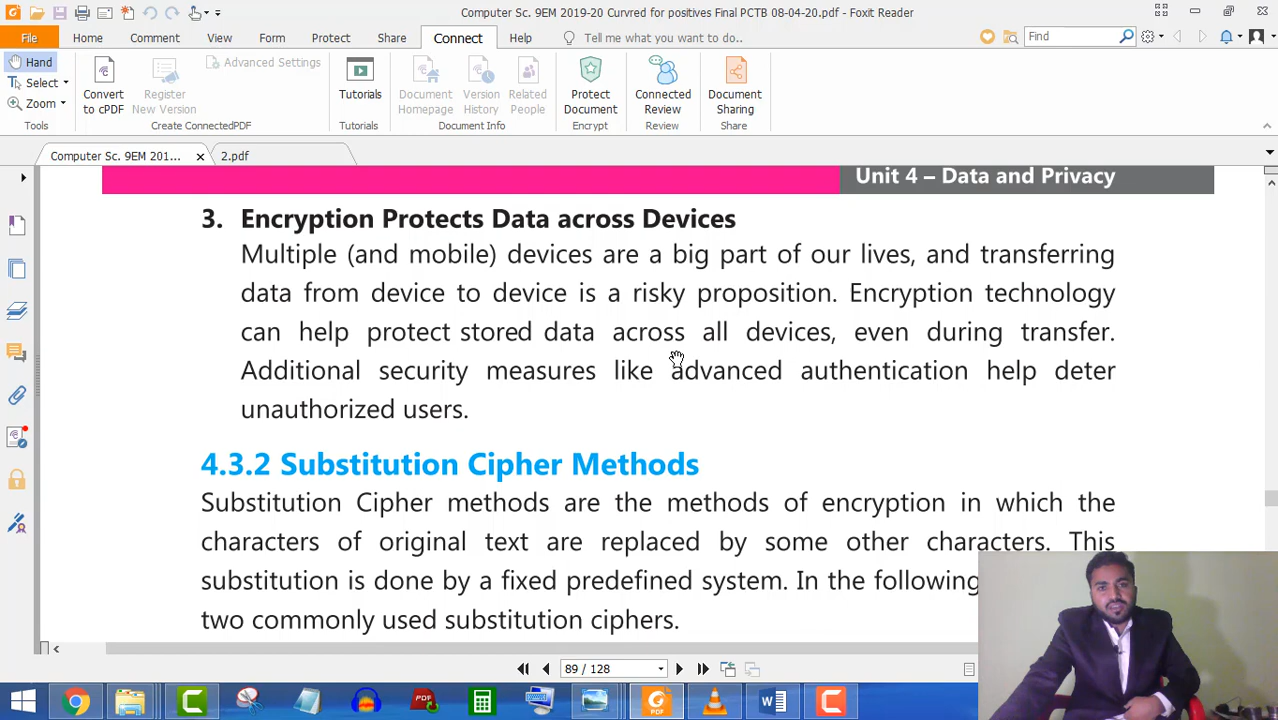 Computer Sc. 9EM 2019-20 Curvred for positives Final PCTB 08-04-20.pdf - Foxit Reader
File Home Comment View Form Protect Share Connect Help Tell me what you want to do.. Find
Hand
Select
Zoom
Tools
Convert to cPDF
Register New Version
Advanced Settings
Create ConnectedPDF
Tutorials
Tutorials
Document Homepage
Version History
Related People
Document Info
Protect Document
Encrypt
Connected Review
Review
Document Sharing
Share
Computer Sc. 9EM 201... 2.pdf
Unit 4 – Data and Privacy
3. Encryption Protects Data across Devices
Multiple (and mobile) devices are a big part of our lives, and transferring
data from device to device is a risky proposition. Encryption technology
can help protect stored data across all devices, even during transfer.
Additional security measures like advanced authentication help deter
unauthorized users.
4.3.2 Substitution Cipher Methods
Substitution Cipher methods are the methods of encryption in which the
characters of original text are replaced by some other characters. This
substitution is done by a fixed predefined system. In the following
two commonly used substitution ciphers.
89 / 128